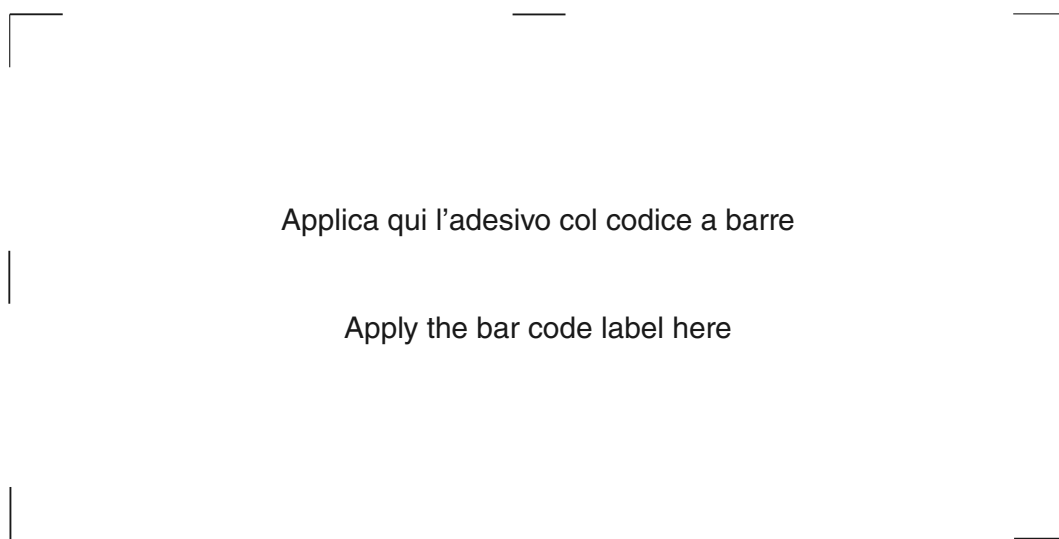 Applica qui l’adesivo col codice a barre
Apply the bar code label here